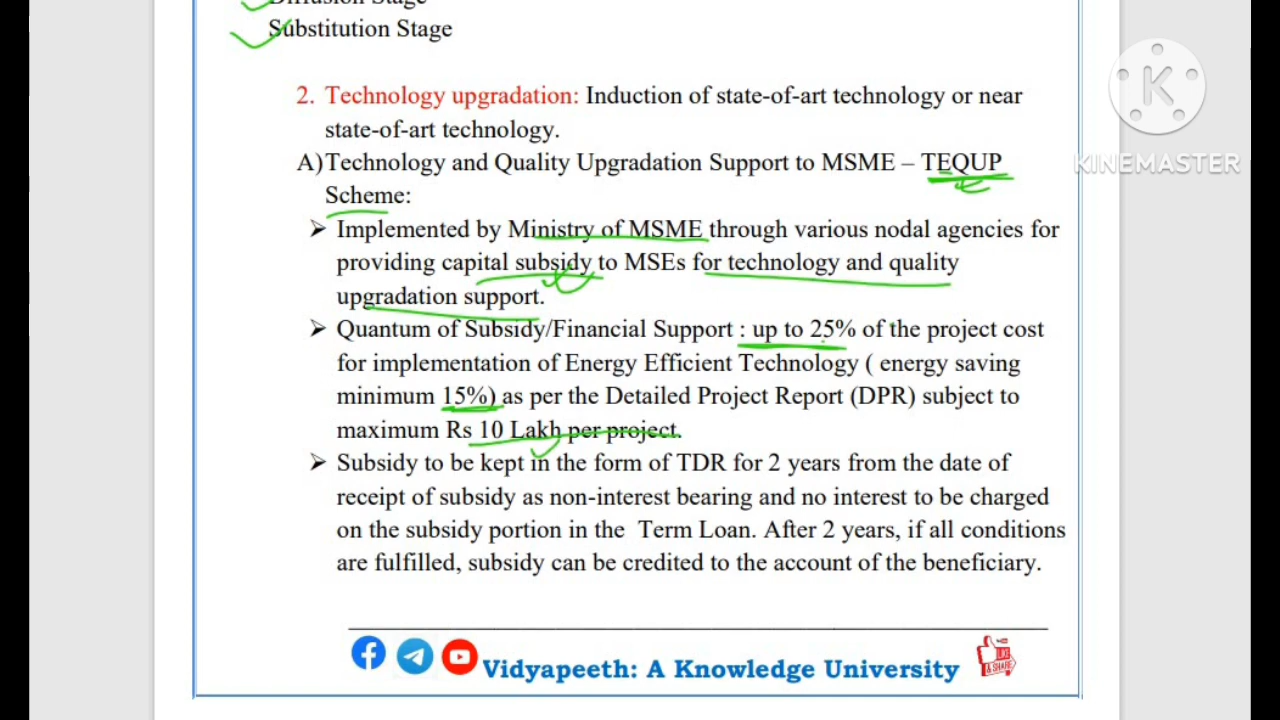 Diffusion Stage
Substitution Stage
2. Technology upgradation: Induction of state-of-art technology or near
state-of-art technology.
A)Technology and Quality Upgradation Support to MSME – TEQUP
Scheme:
➢ Implemented by Ministry of MSME through various nodal agencies for
providing capital subsidy to MSEs for technology and quality
upgradation support.
➢ Quantum of Subsidy/Financial Support : up to 25% of the project cost
for implementation of Energy Efficient Technology ( energy saving
minimum 15%) as per the Detailed Project Report (DPR) subject to
maximum Rs 10 Lakh per project.
➢ Subsidy to be kept in the form of TDR for 2 years from the date of
receipt of subsidy as non-interest bearing and no interest to be charged
on the subsidy portion in the Term Loan. After 2 years, if all conditions
are fulfilled, subsidy can be credited to the account of the beneficiary.
Vidyapeeth: A Knowledge University
LIKE
& SHARE
K
KINEMASTER